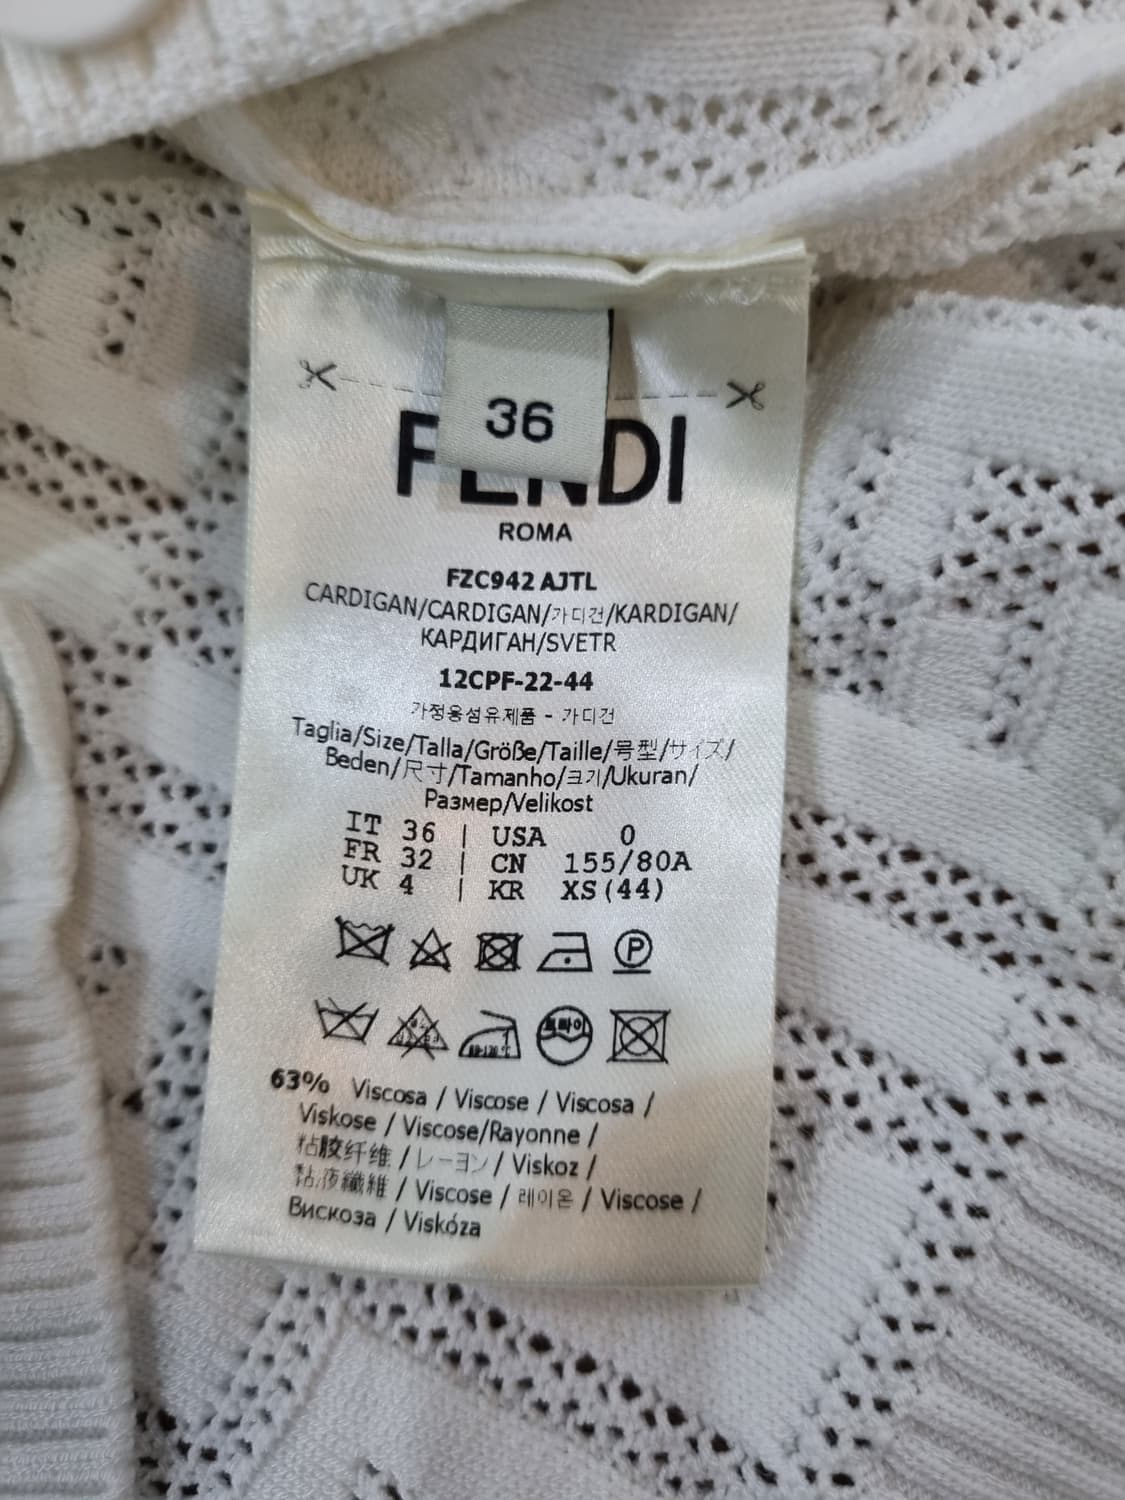 36
FENDI
ROMA
FZC942 AJTL
CARDIGAN/CARDIGAN/가디건/KARDIGAN/
КАРДИГАН/SVETR
12CPF-22-44
가정용섬유제품 - 가디건
Taglia/Size/Talla/Größe/Taille/号型/サイズ/
Beden/尺寸/Tamanho/크기/Ukuran/
Размер/Velikost
IT 36 | USA 0
FR 32 | CN 155/80A
UK 4 | KR XS(44)
P
드라이
63% Viscosa / Viscose / Viscosa /
Viskose / Viscose/Rayonne /
粘胶纤维 / レーヨン / Viskoz /
黏液纖維 / Viscose / 레이온 / Viscose /
Вискоза / Viskóza